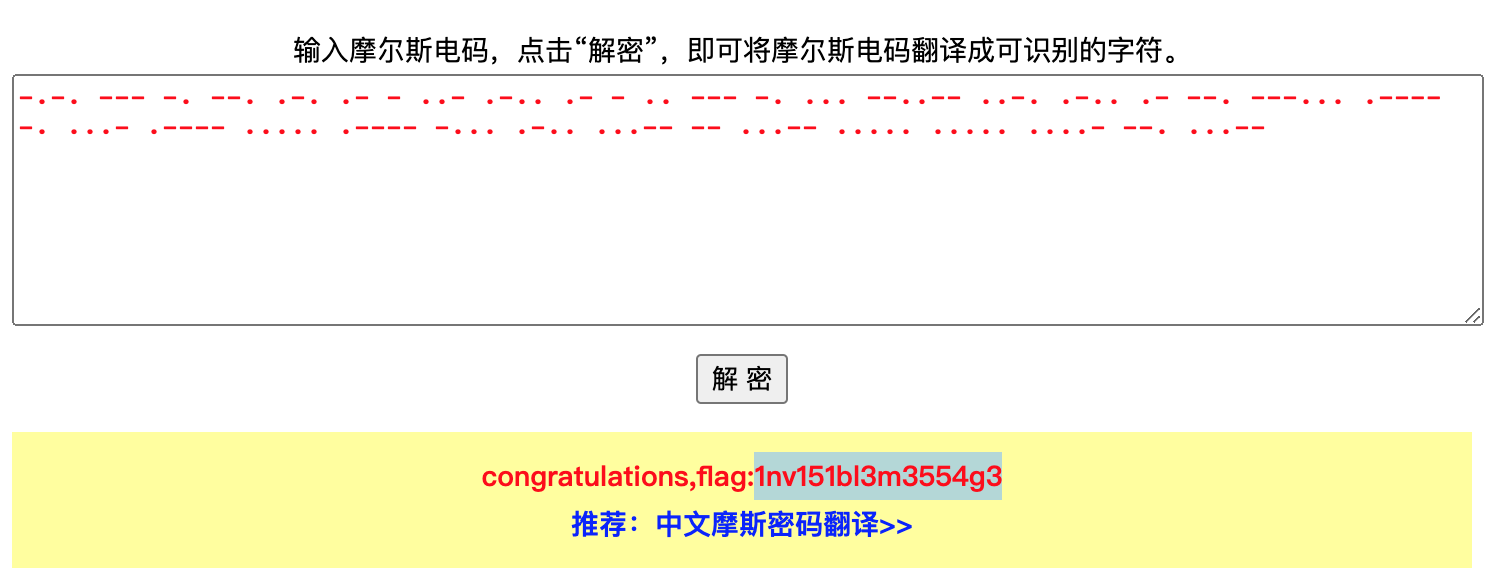 输入摩尔斯电码，点击“解密”，即可将摩尔斯电码翻译成可识别的字符。
-.-. --- -. --. .-. .- - ..- .-.. .- - .. --- -. ... --..-- ..-. .-.. .- --. ---... .----
-. ...- .---- ..... .---- -... .-.. ...-- -- ...-- ..... ..... ....- --. ...--
解 密
congratulations,flag:1nv151bl3m3554g3
推荐：中文摩斯密码翻译>>